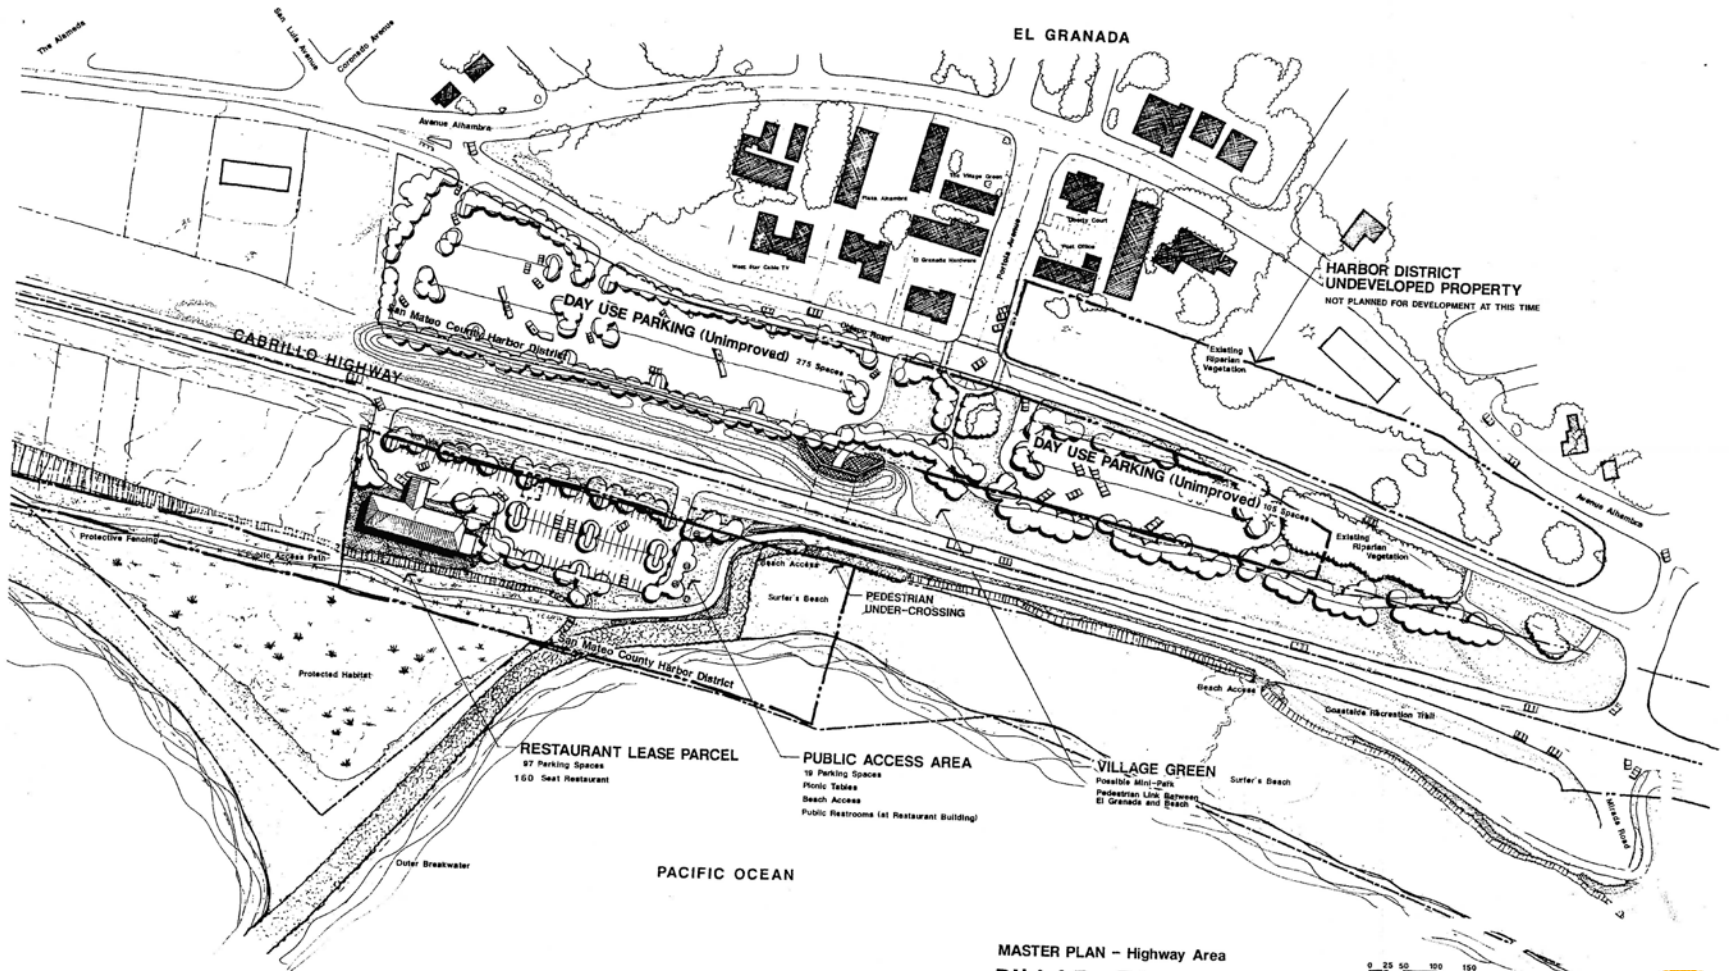 EL GRANADA
The Alameda
San Luis Avenue
Coronado Avenue
Avenue Alhambra
The Village Green
Plaza Alhambra
Portola Avenue
Liberty Court
Post Office
West Pier Cable TV
El Granada Hardware
HARBOR DISTRICT
UNDEVELOPED PROPERTY
NOT PLANNED FOR DEVELOPMENT AT THIS TIME
DAY USE PARKING (Unimproved) 275 Spaces
San Mateo County Harbor District
Obispo Road
CABRILLO HIGHWAY
Existing
Riparian
Vegetation
DAY USE PARKING (Unimproved) 105 Spaces
Avenue Alhambra
Existing
Riparian
Vegetation
Protective Fencing
Public Access Path
Beach Access
Surfer's Beach
PEDESTRIAN
UNDER-CROSSING
San Mateo County Harbor District
Protected Habitat
Beach Access
Coastside Recreation Trail
RESTAURANT LEASE PARCEL
97 Parking Spaces
160 Seat Restaurant
PUBLIC ACCESS AREA
19 Parking Spaces
Picnic Tables
Beach Access
Public Restrooms (at Restaurant Building)
VILLAGE GREEN
Possible Mini-Park
Pedestrian Link Between
El Granada and Beach
Surfer's Beach
Mirada Road
Outer Breakwater
PACIFIC OCEAN
MASTER PLAN - Highway Area
0 25 50 100 150